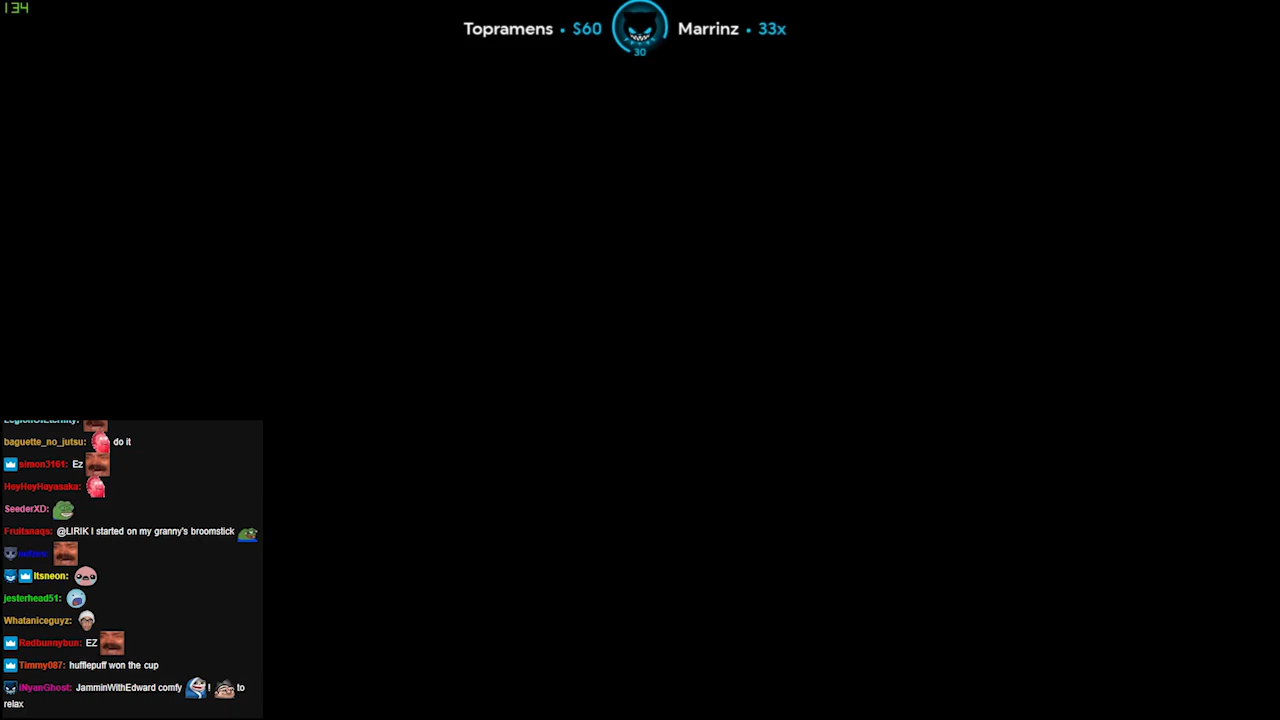 134
Topramens • $60
30
Marrinz • 33x
LegionOfEternity:
baguette_no_jutsu: do it
simon3161: Ez
HeyHeyHayasaka:
SeederXD:
Fruitsnaqs: @LIRIK I started on my granny's broomstick
Itsneon:
jesterhead51:
Whataniceguyz:
Redbunnybun: EZ
Timmy087: hufflepuff won the cup
iNyanGhost: JamminWithEdward comfy I to
relax